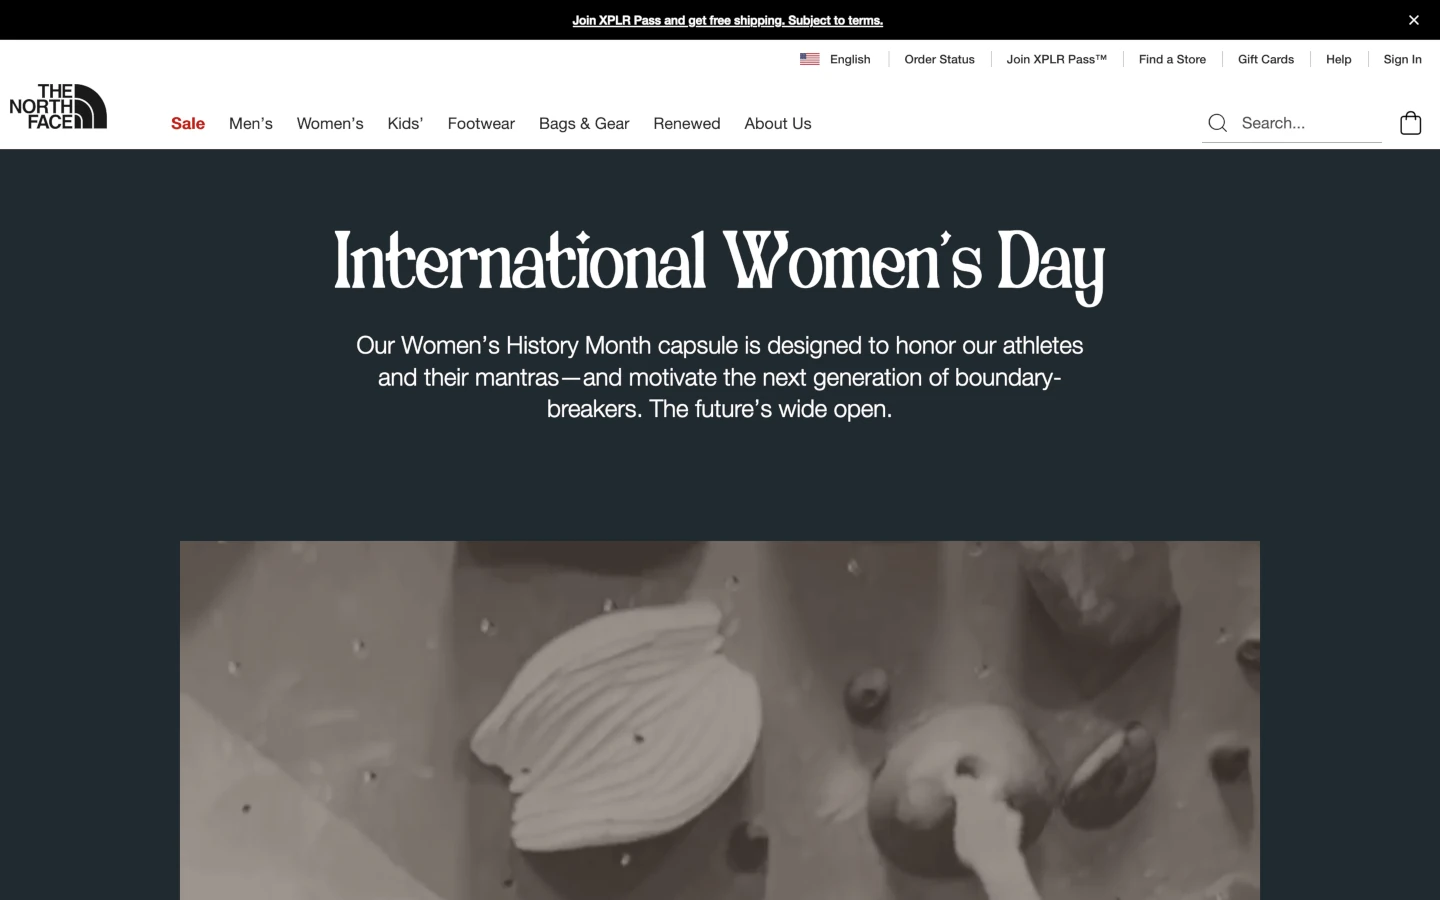 Join XPLR Pass and get free shipping. Subject to terms.
English
Order Status
Join XPLR Pass™
Find a Store
Gift Cards
Help
Sign In
THE
NORTH
FACE
Sale
Men's
Women's
Kids'
Footwear
Bags & Gear
Renewed
About Us
Search...
International Women's Day
Our Women's History Month capsule is designed to honor our athletes
and their mantras—and motivate the next generation of boundary-
breakers. The future's wide open.